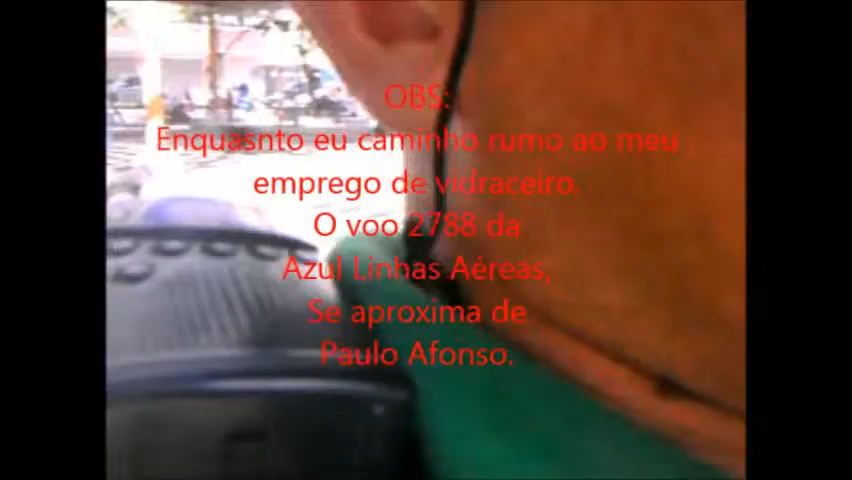 OBS:
Enquasnto eu caminho rumo ao meu
emprego de vidraceiro.
O voo 2788 da
Azul Linhas Aéreas,
Se aproxima de
Paulo Afonso.